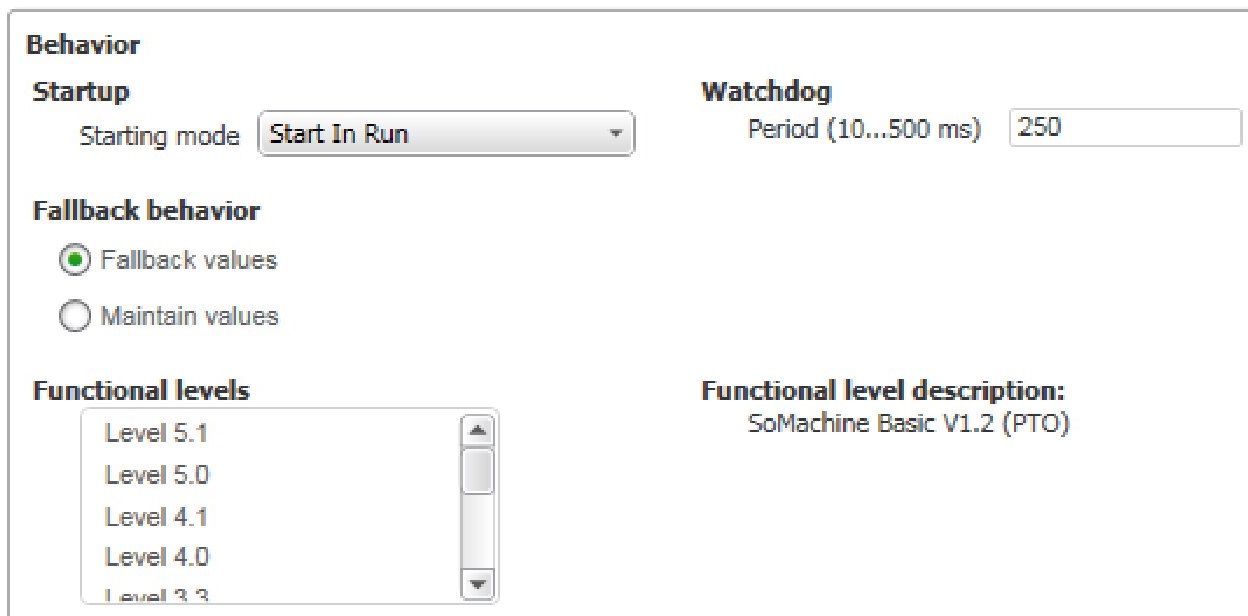 Behavior
Startup
Starting mode Start In Run
Watchdog
Period (10...500 ms) 250
Fallback behavior
Fallback values
Maintain values
Functional levels
Level 5.1
Level 5.0
Level 4.1
Level 4.0
Level 3.3
Functional level description:
SoMachine Basic V1.2 (PTO)